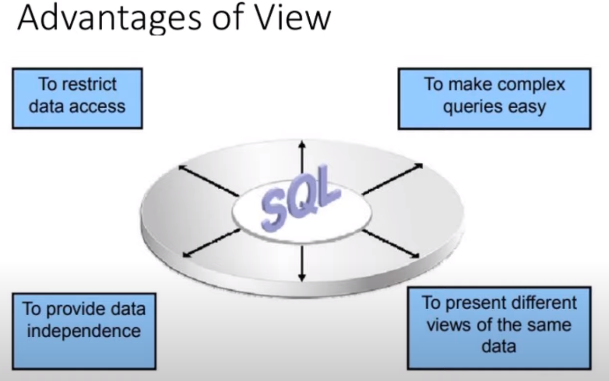 Advantages of View
To restrict
data access
To make complex
queries easy
SQL
To provide data
independence
To present different
views of the same
data